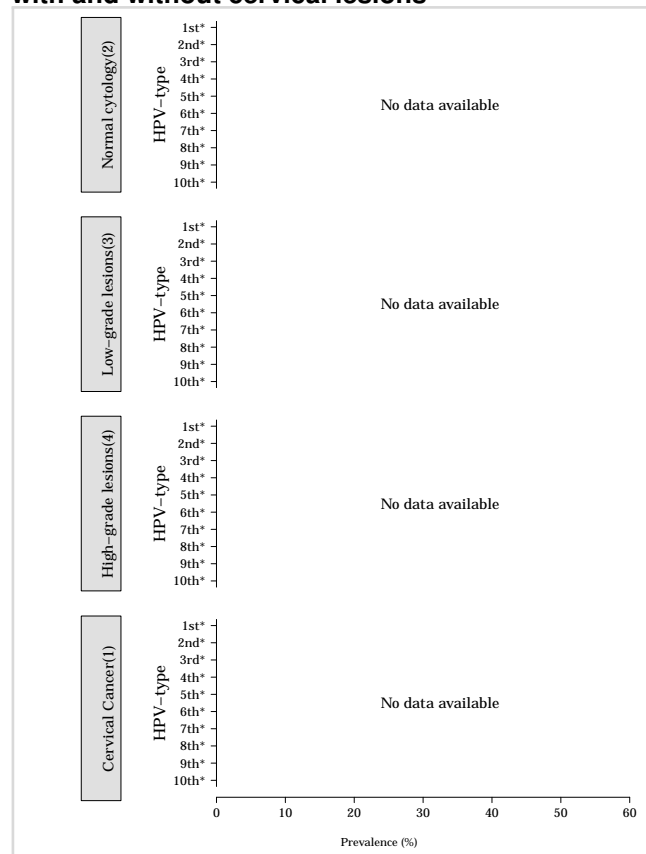 with and without cervical lesions
Normal cytology(2)
HPV−type
1st*
2nd*
3rd*
4th*
5th*
6th*
7th*
8th*
9th*
10th*
No data available
Low−grade lesions(3)
HPV−type
1st*
2nd*
3rd*
4th*
5th*
6th*
7th*
8th*
9th*
10th*
No data available
High−grade lesions(4)
HPV−type
1st*
2nd*
3rd*
4th*
5th*
6th*
7th*
8th*
9th*
10th*
No data available
Cervical Cancer(1)
HPV−type
1st*
2nd*
3rd*
4th*
5th*
6th*
7th*
8th*
9th*
10th*
No data available
0 10 20 30 40 50 60
Prevalence (%)